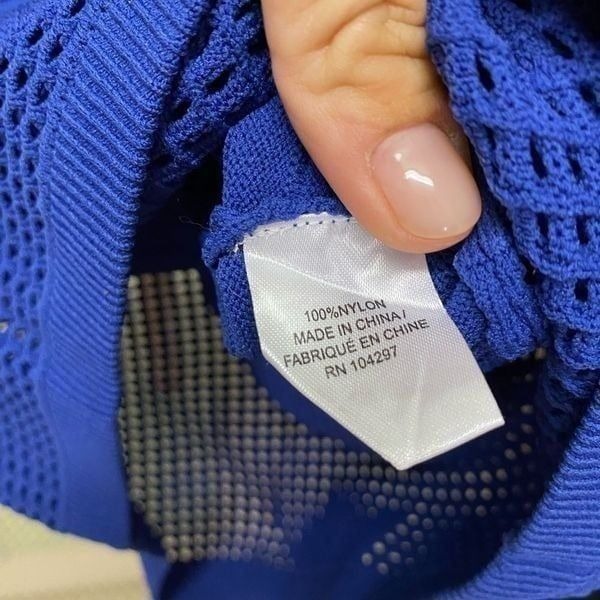 100%NYLON
MADE IN CHINA/
FABRIQUÉ EN CHINE
RN 104297